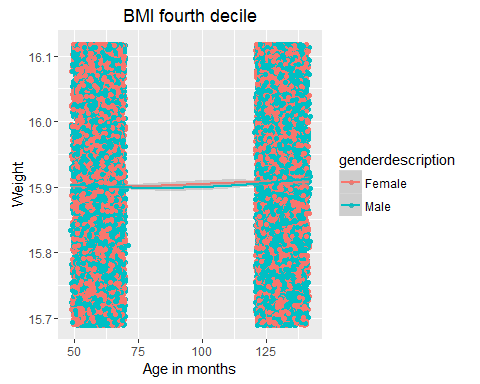 BMI fourth decile
Weight
16.1
16.0
15.9
15.8
15.7
50
75
100
125
Age in months
genderdescription
Female
Male